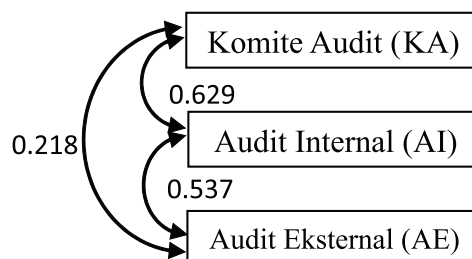 Komite Audit (KA)
0.629
0.218
Audit Internal (AI)
0.537
Audit Eksternal (AE)